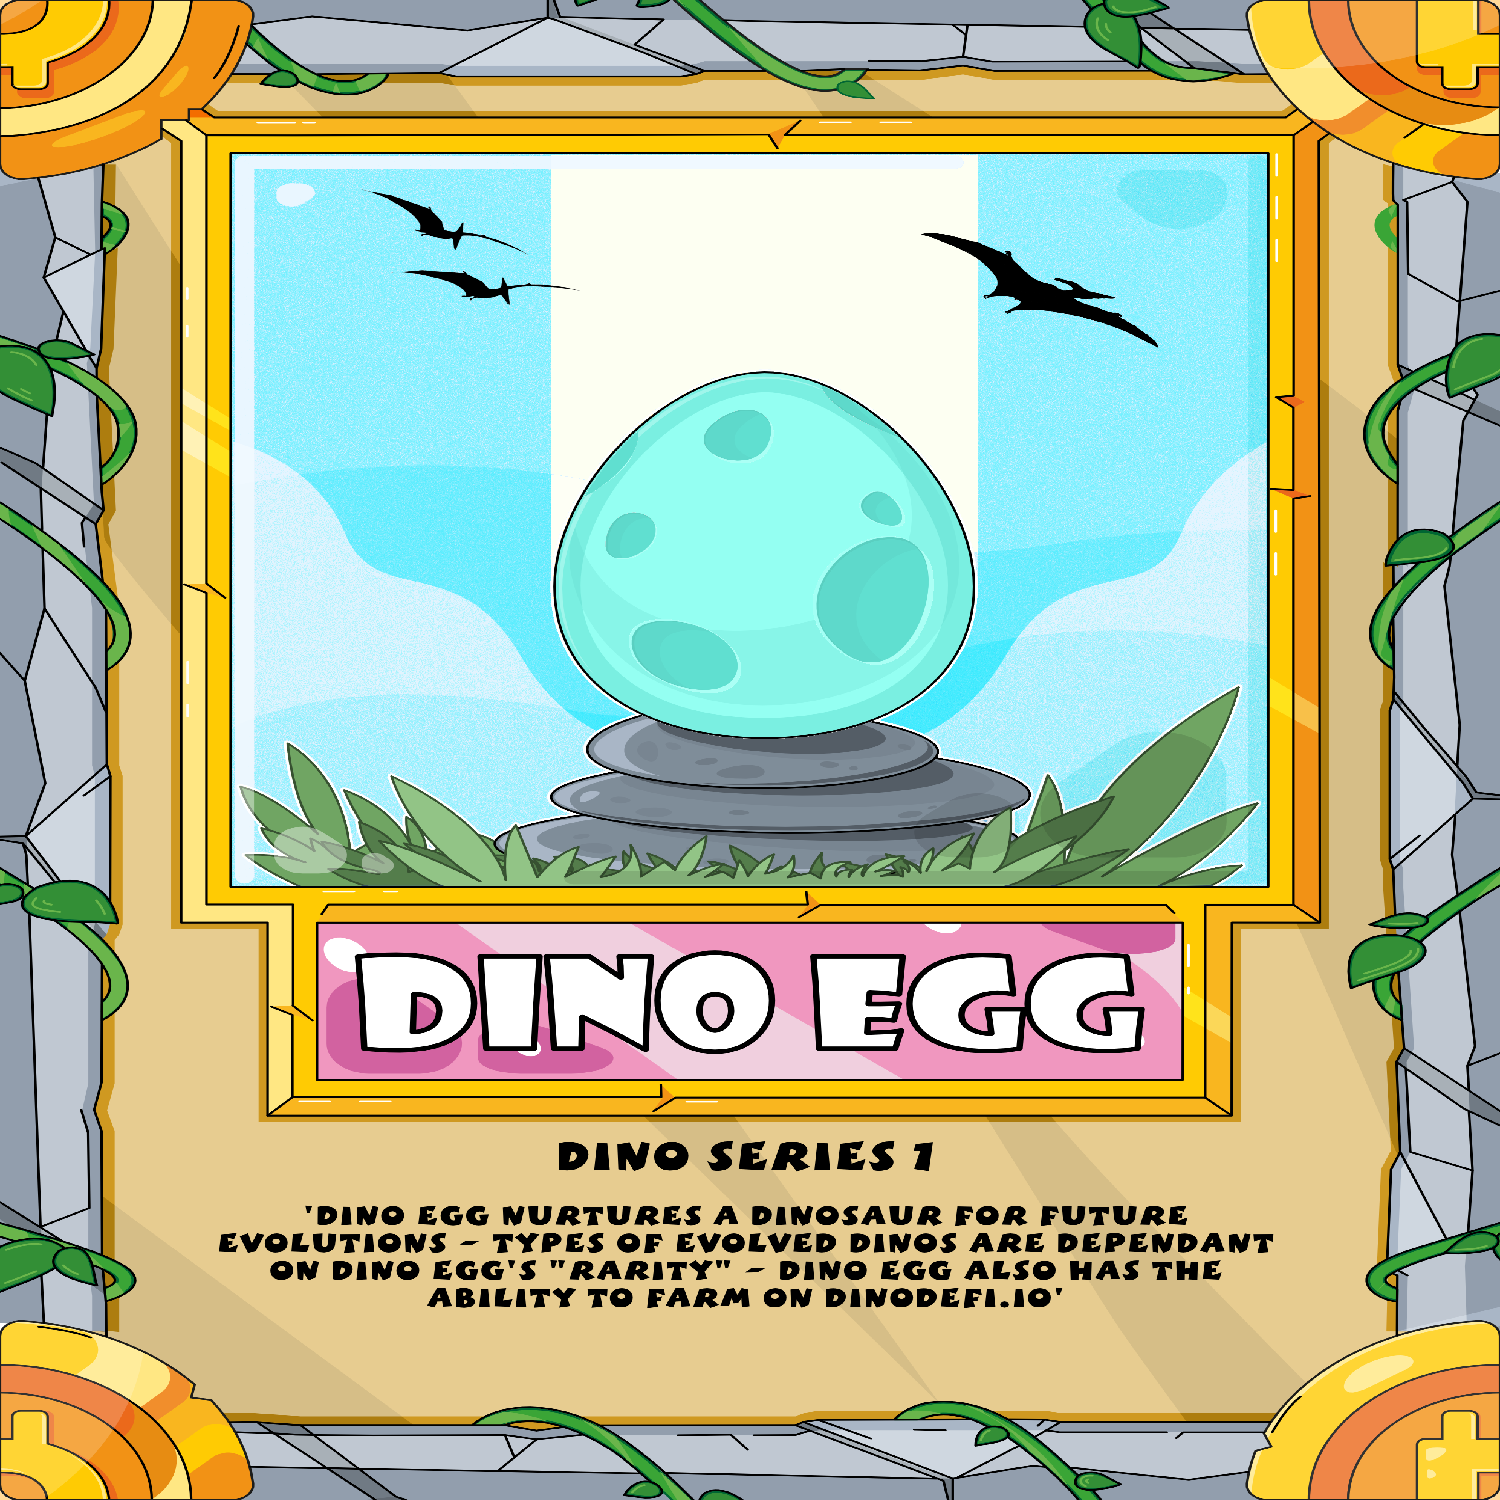 DINO EGG
DINO SERIES 1
'DINO EGG NURTURES A DINOSAUR FOR FUTURE
EVOLUTIONS - TYPES OF EVOLVED DINOS ARE DEPENDANT
ON DINO EGG'S "RARITY" - DINO EGG ALSO HAS THE
ABILITY TO FARM ON DINODEFI.IO'